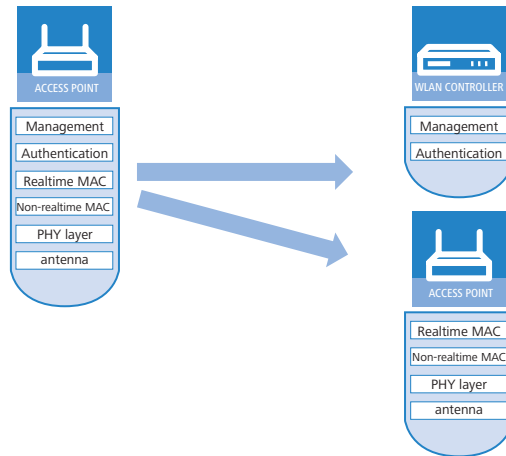 ACCESS POINT
Management
Authentication
Realtime MAC
Non-realtime MAC
PHY layer
antenna
WLAN CONTROLLER
Management
Authentication
ACCESS POINT
Realtime MAC
Non-realtime MAC
PHY layer
antenna